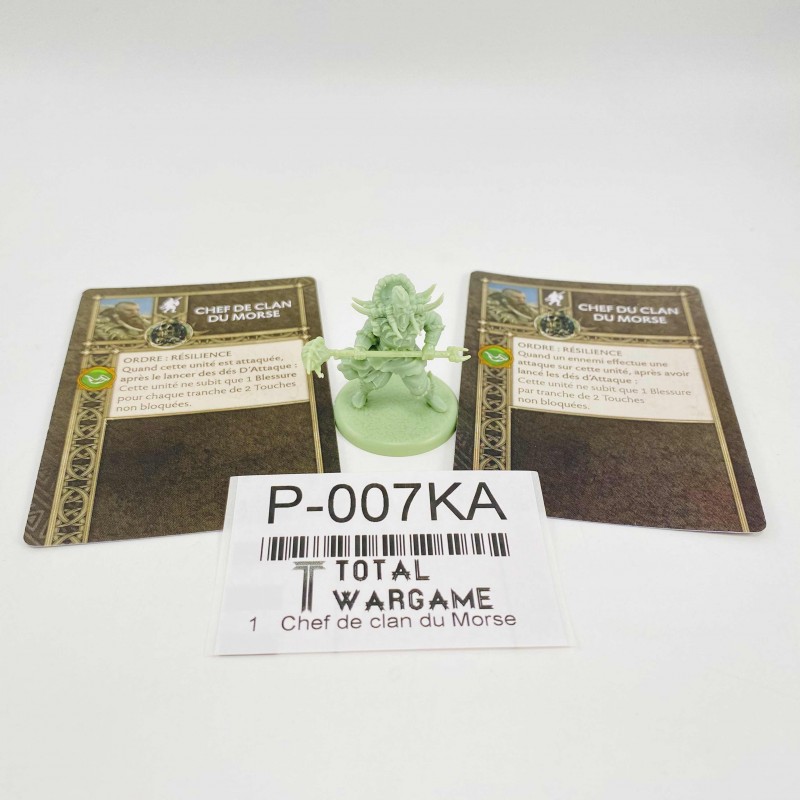 CHEF DE CLAN
DU MORSE
ORDRE : RÉSILIENCE
Quand cette unité est attaquée,
après le lancer des dés D'Attaque :
Cette unité ne subit que 1 Blessure
pour chaque tranche de 2 Touches
non bloquées.
CHEF DU CLAN
DU MORSE
ORDRE : RÉSILIENCE
Quand un ennemi effectue une
attaque sur cette unité, après avoir
lancé les dés d'Attaque :
Cette unité ne subit que 1 Blessure
par tranche de 2 Touches
non bloquées.
P-007KA
TOTAL
WARGAME
1 Chef de clan du Morse